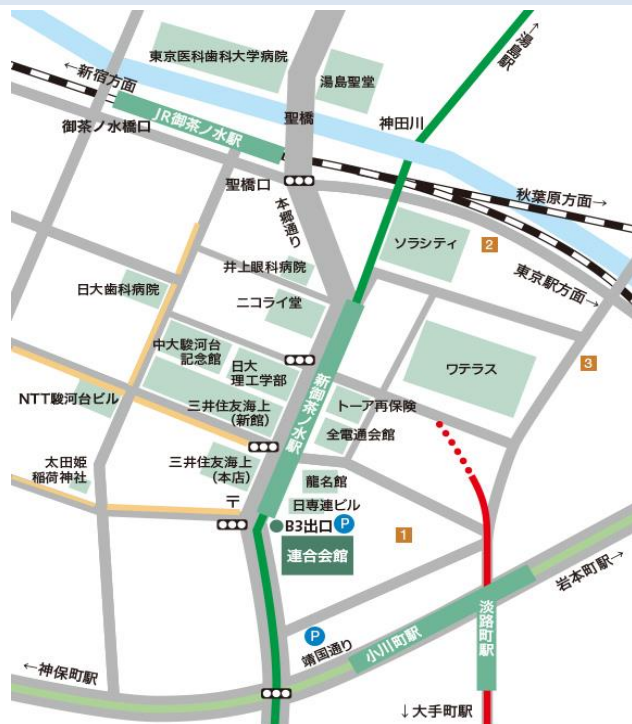 東京医科歯科大学病院
→湯島駅
←新宿方面
湯島聖堂
JR御茶ノ水駅
聖橋
神田川
御茶ノ水橋口
聖橋口
秋葉原方面→
本郷通り
ソラシティ
2
井上眼科病院
東京駅方面→
日大歯科病院
ニコライ堂
中大駿河台
記念館
日大
理工学部
新御茶ノ水駅
ワテラス
3
NTT駿河台ビル
三井住友海上
(新館)
トーア再保険
全電通会館
太田姫
稲荷神社
三井住友海上
(本店)
龍名館
〒
日専連ビル
B3出口
P
1
連合会館
岩本町駅→
淡路町駅
P
靖国通り
小川町駅
←神保町駅
↓大手町駅